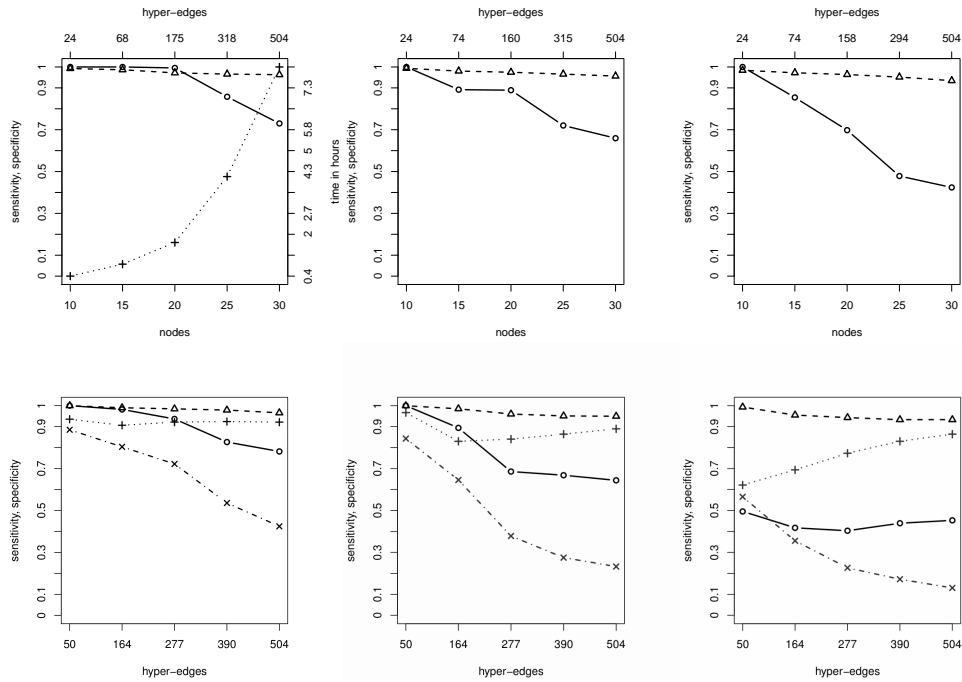 hyper−edges
24 68 175 318 504
sensitivity, specificity
0 0.1 0.3 0.5 0.7 0.9 1
0.4 2 2.7 4.3 5 5.8 7.3
time in hours
10 15 20 25 30
nodes
hyper−edges
24 74 160 315 504
sensitivity, specificity
0 0.1 0.3 0.5 0.7 0.9 1
10 15 20 25 30
nodes
hyper−edges
24 74 158 294 504
sensitivity, specificity
0 0.1 0.3 0.5 0.7 0.9 1
10 15 20 25 30
nodes
sensitivity, specificity
0 0.1 0.3 0.5 0.7 0.9 1
50 164 277 390 504
hyper−edges
sensitivity, specificity
0 0.1 0.3 0.5 0.7 0.9 1
50 164 277 390 504
hyper−edges
sensitivity, specificity
0 0.1 0.3 0.5 0.7 0.9 1
50 164 277 390 504
hyper−edges